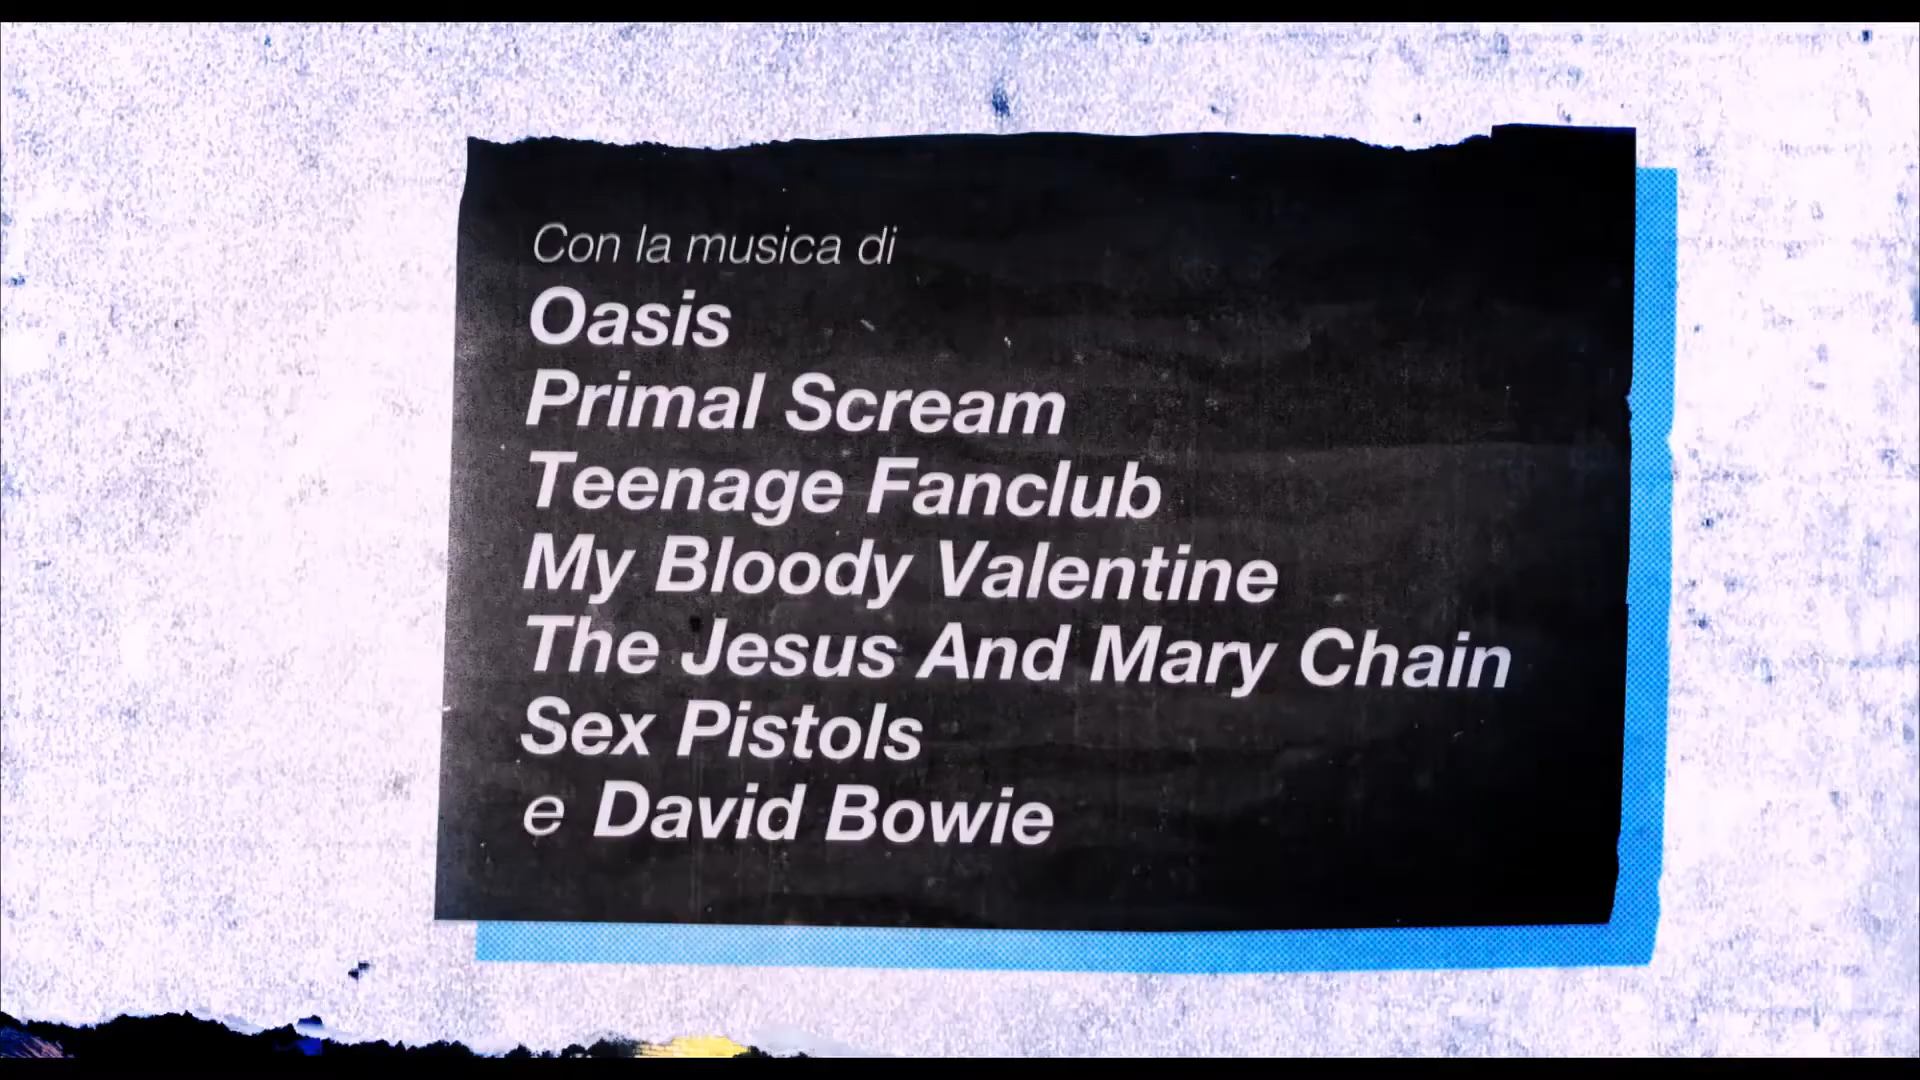 Con la musica di
Oasis
Primal Scream
Teenage Fanclub
My Bloody Valentine
The Jesus And Mary Chain
Sex Pistols
e David Bowie